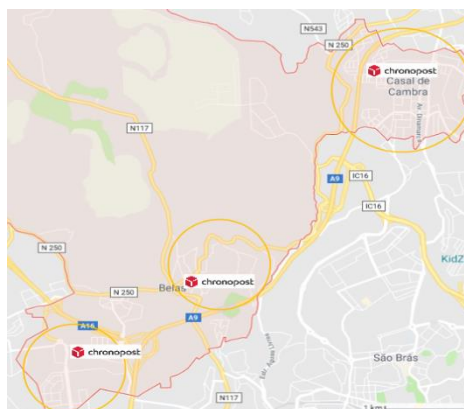 N543
N 250
chronopost
Casal de
Cambra
N117
A9
IC16
IC16
N 250
KidZ
chronopost
N 250
Belas
A16
A9
chronopost
São Brás
N117
1 km